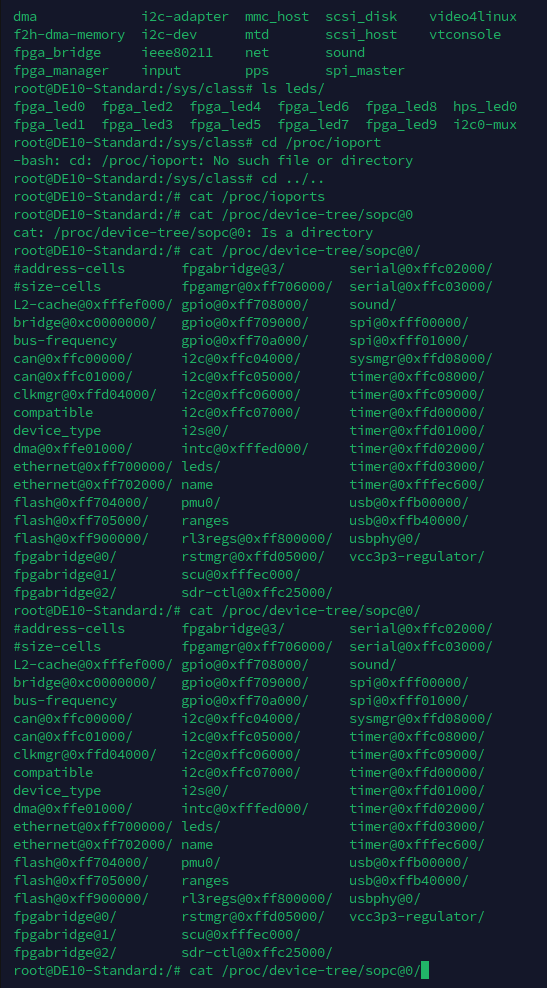 dma              i2c-adapter  mmc_host  scsi_disk    video4linux
f2h-dma-memory  i2c-dev      mtd       scsi_host    vtconsole
fpga_bridge     ieee80211    net       sound
fpga_manager    input        pps       spi_master
root@DE10-Standard:/sys/class# ls leds/
fpga_led0  fpga_led2  fpga_led4  fpga_led6  fpga_led8  hps_led0
fpga_led1  fpga_led3  fpga_led5  fpga_led7  fpga_led9  i2c0-mux
root@DE10-Standard:/sys/class# cd /proc/ioport
-bash: cd: /proc/ioport: No such file or directory
root@DE10-Standard:/sys/class# cd ../..
root@DE10-Standard:/# cat /proc/ioports
root@DE10-Standard:/# cat /proc/device-tree/sopc@0
cat: /proc/device-tree/sopc@0: Is a directory
root@DE10-Standard:/# cat /proc/device-tree/sopc@0/
#address-cells       fpgabridge@3/        serial@0xffc02000/
#size-cells          fpgamgr@0xff706000/  serial@0xffc03000/
L2-cache@0xfffef000/ gpio@0xff708000/     sound/
bridge@0xc0000000/   gpio@0xff709000/     spi@0xfff00000/
bus-frequency        gpio@0xff70a000/     spi@0xfff01000/
can@0xffc00000/      i2c@0xffc04000/      sysmgr@0xffd08000/
can@0xffc01000/      i2c@0xffc05000/      timer@0xffc08000/
clkmgr@0xffd04000/   i2c@0xffc06000/      timer@0xffc09000/
compatible           i2c@0xffc07000/      timer@0xffd00000/
device_type          i2s@0/               timer@0xffd01000/
dma@0xffe01000/      intc@0xfffed000/     timer@0xffd02000/
ethernet@0xff700000/ leds/                timer@0xffd03000/
ethernet@0xff702000/ name                 timer@0xfffec600/
flash@0xff704000/    pmu0/                usb@0xffb00000/
flash@0xff705000/    ranges               usb@0xffb40000/
flash@0xff900000/    rl3regs@0xff800000/  usbphy@0/
fpgabridge@0/        rstmgr@0xffd05000/   vcc3p3-regulator/
fpgabridge@1/        scu@0xfffec000/
fpgabridge@2/        sdr-ctl@0xffc25000/
root@DE10-Standard:/# cat /proc/device-tree/sopc@0/
#address-cells       fpgabridge@3/        serial@0xffc02000/
#size-cells          fpgamgr@0xff706000/  serial@0xffc03000/
L2-cache@0xfffef000/ gpio@0xff708000/     sound/
bridge@0xc0000000/   gpio@0xff709000/     spi@0xfff00000/
bus-frequency        gpio@0xff70a000/     spi@0xfff01000/
can@0xffc00000/      i2c@0xffc04000/      sysmgr@0xffd08000/
can@0xffc01000/      i2c@0xffc05000/      timer@0xffc08000/
clkmgr@0xffd04000/   i2c@0xffc06000/      timer@0xffc09000/
compatible           i2c@0xffc07000/      timer@0xffd00000/
device_type          i2s@0/               timer@0xffd01000/
dma@0xffe01000/      intc@0xfffed000/     timer@0xffd02000/
ethernet@0xff700000/ leds/                timer@0xffd03000/
ethernet@0xff702000/ name                 timer@0xfffec600/
flash@0xff704000/    pmu0/                usb@0xffb00000/
flash@0xff705000/    ranges               usb@0xffb40000/
flash@0xff900000/    rl3regs@0xff800000/  usbphy@0/
fpgabridge@0/        rstmgr@0xffd05000/   vcc3p3-regulator/
fpgabridge@1/        scu@0xfffec000/
fpgabridge@2/        sdr-ctl@0xffc25000/
root@DE10-Standard:/# cat /proc/device-tree/sopc@0/